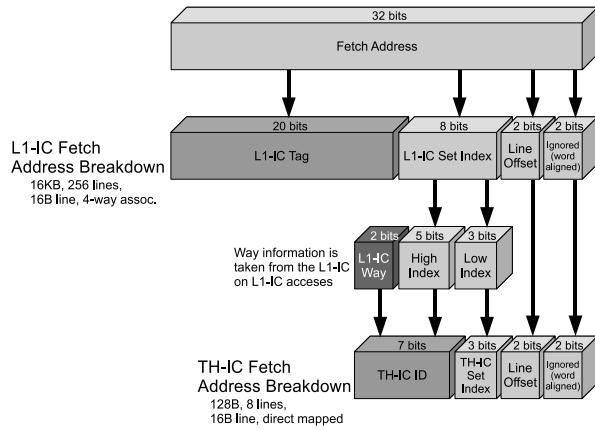 32 bits
Fetch Address
20 bits
8 bits
2 bits
2 bits
L1-IC Tag
L1-IC Set Index
Line
Offset
Ignored
(word
aligned)
L1-IC Fetch
Address Breakdown
16KB, 256 lines,
16B line, 4-way assoc.
Way information is
taken from the L1-IC
on L1-IC acceses
2 bits
5 bits
3 bits
L1-IC
Way
High
Index
Low
Index
7 bits
3 bits
2 bits
2 bits
TH-IC ID
TH-IC
Set
Index
Line
Offset
Ignored
(word
aligned)
TH-IC Fetch
Address Breakdown
128B, 8 lines,
16B line, direct mapped